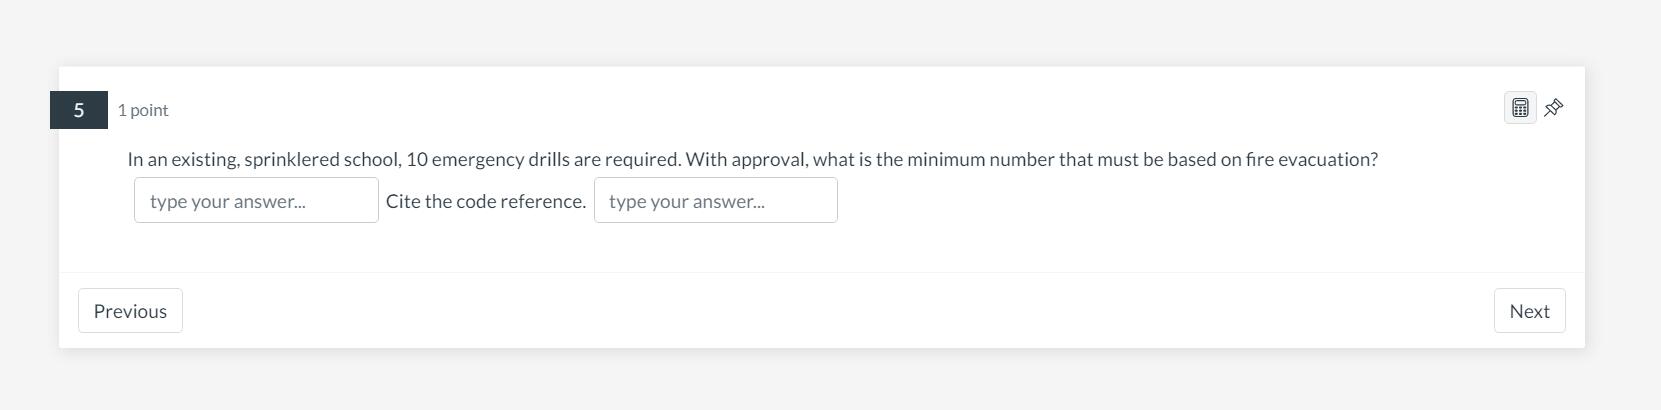 5
1 point
In an existing, sprinklered school, 10 emergency drills are required. With approval, what is the minimum number that must be based on fire evacuation?
type your answer... Cite the code reference. type your answer...
Previous
Next